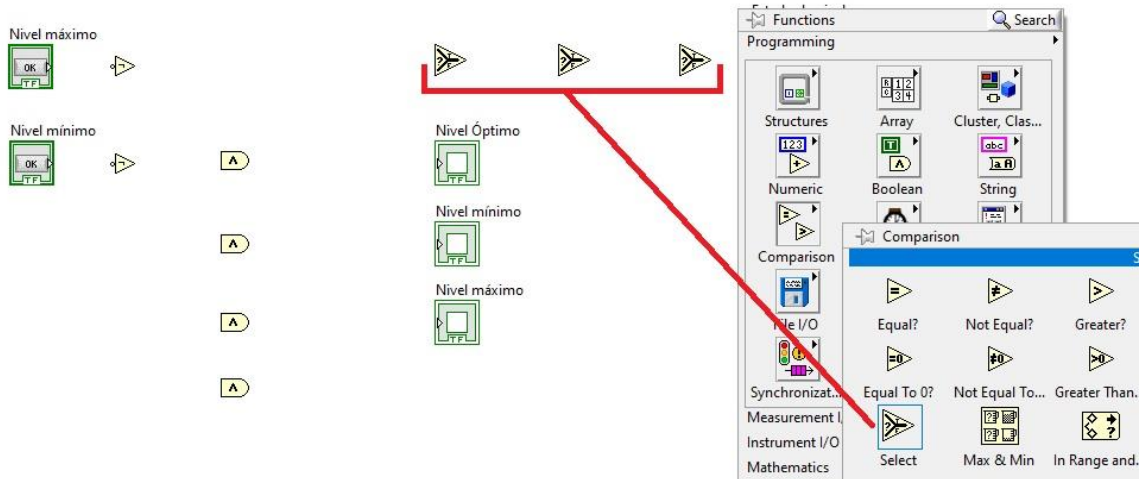 Nivel máximo
OK
TF
Nivel mínimo
OK
TF
Nivel Óptimo
TF
Nivel mínimo
TF
Nivel máximo
TF
Functions
Search
Programming
Structures
Array
Cluster, Clas...
Numeric
Boolean
String
Comparison
File I/O
Synchronizat...
Measurement I
Instrument I/O
Mathematics
Comparison
Equal?
Not Equal?
Greater?
Equal To 0?
Not Equal To...
Greater Than.
Select
Max & Min
In Range and.